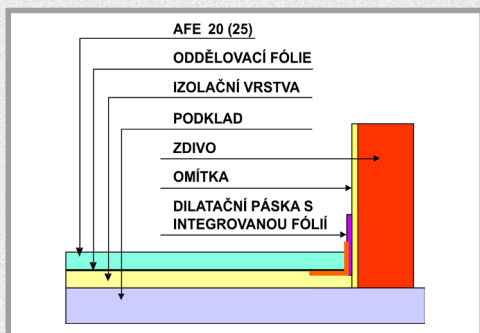 AFE 20 (25)
ODDĚLOVACÍ FÓLIE
IZOLAČNÍ VRSTVA
PODKLAD
ZDIVO
OMÍTKA
DILATAČNÍ PÁSKA S
INTEGROVANOU FÓLIÍ